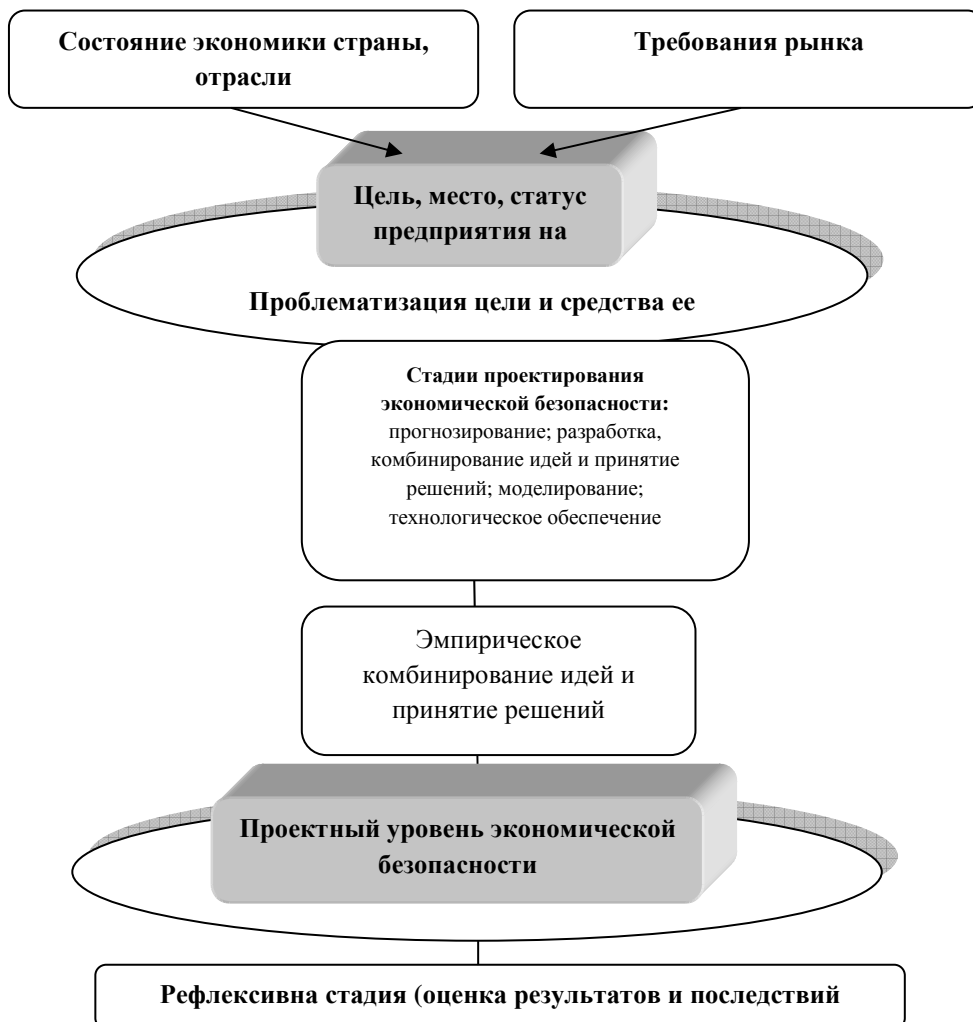 Состояние экономики страны,
отрасли
Требования рынка
Цель, место, статус
предприятия на
Проблематизация цели и средства ее
Стадии проектирования
экономической безопасности:
прогнозирование; разработка,
комбинирование идей и принятие
решений; моделирование;
технологическое обеспечение
Эмпирическое
комбинирование идей и
принятие решений
Проектный уровень экономической
безопасности
Рефлексивна стадия (оценка результатов и последствий